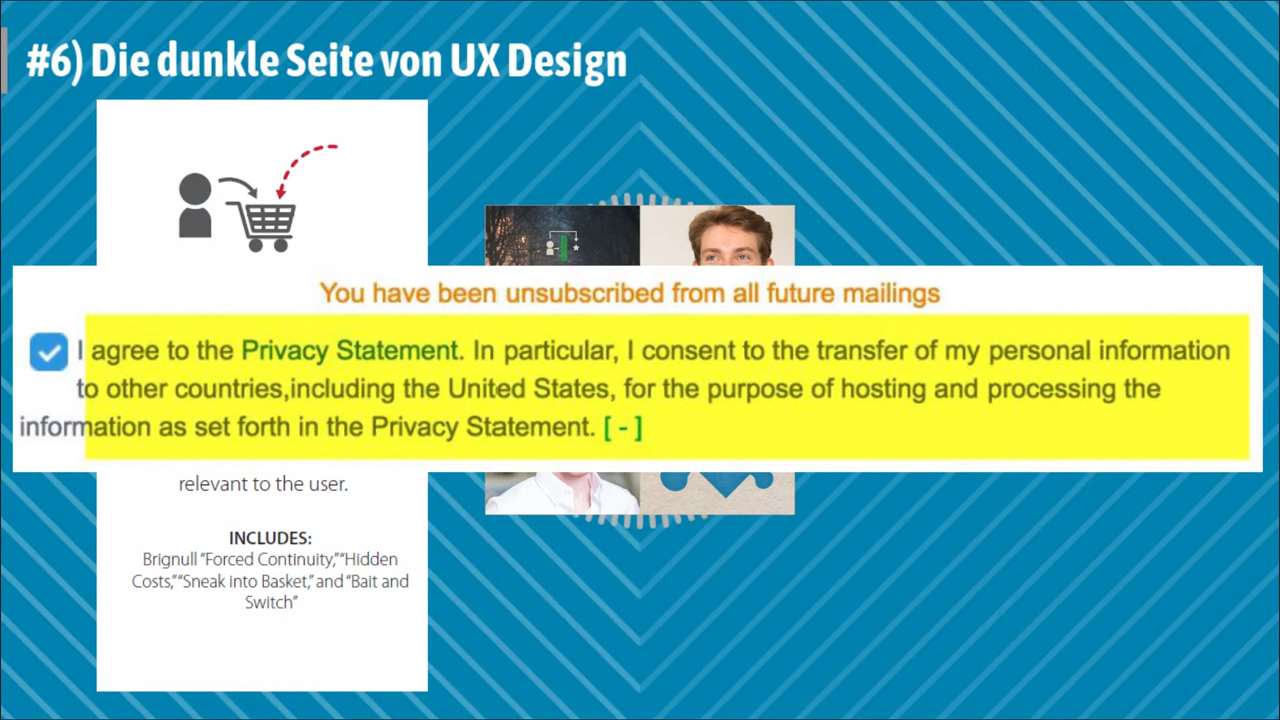 #6) Die dunkle Seite von UX Design
You have been unsubscribed from all future mailings
I agree to the Privacy Statement. In particular, I consent to the transfer of my personal information
to other countries,including the United States, for the purpose of hosting and processing the
information as set forth in the Privacy Statement. [ - ]
relevant to the user.
INCLUDES:
Brignull “Forced Continuity,”“Hidden
Costs,”“Sneak into Basket,” and “Bait and
Switch”